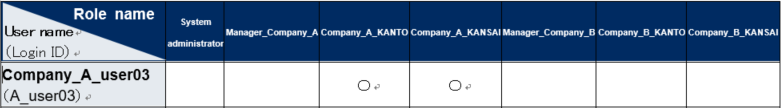 Role name
User name
(Login ID)
System administrator
Manager_Company_A
Company_A_KANTO
Company_A_KANSAI
Manager_Company_B
Company_B_KANTO
Company_B_KANSAI
Company_A_user03
(A_user03)
○
○